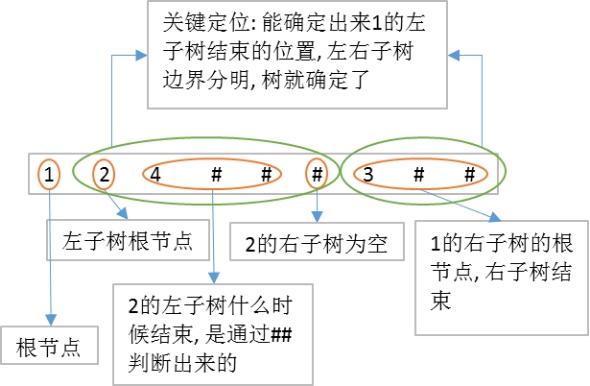 关键定位: 能确定出来1的左
子树结束的位置, 左右子树
边界分明, 树就确定了
1 2 4 # # # 3 # #
左子树根节点
2的右子树为空
1的右子树的根
节点, 右子树结
束
2的左子树什么时
候结束, 是通过##
判断出来的
根节点